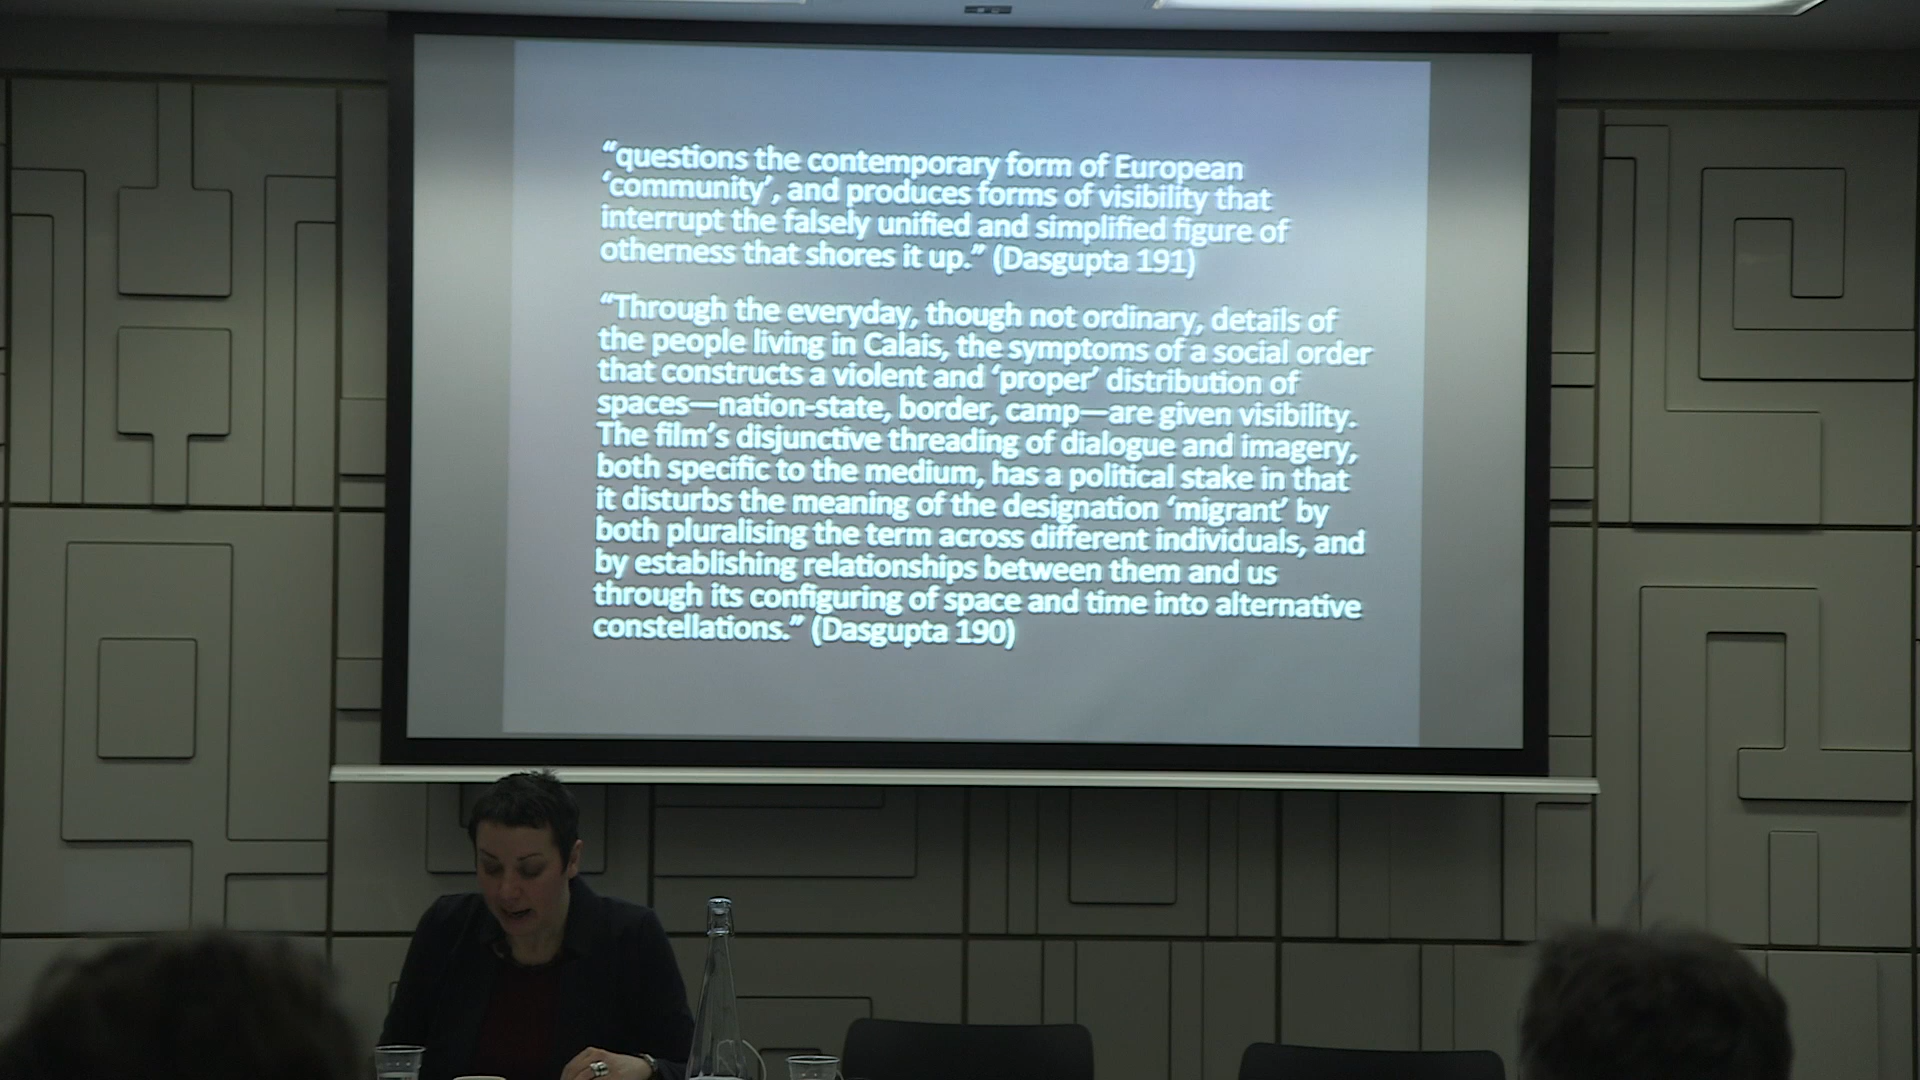 “questions the contemporary form of European
‘community’, and produces forms of visibility that
interrupt the falsely unified and simplified figure of
otherness that shores it up.” (Dasgupta 191)
“Through the everyday, though not ordinary, details of
the people living in Calais, the symptoms of a social order
that constructs a violent and ‘proper’ distribution of
spaces—nation-state, border, camp—are given visibility.
The film’s disjunctive threading of dialogue and imagery,
both specific to the medium, has a political stake in that
it disturbs the meaning of the designation ‘migrant’ by
both pluralising the term across different individuals, and
by establishing relationships between them and us
through its configuring of space and time into alternative
constellations.” (Dasgupta 190)